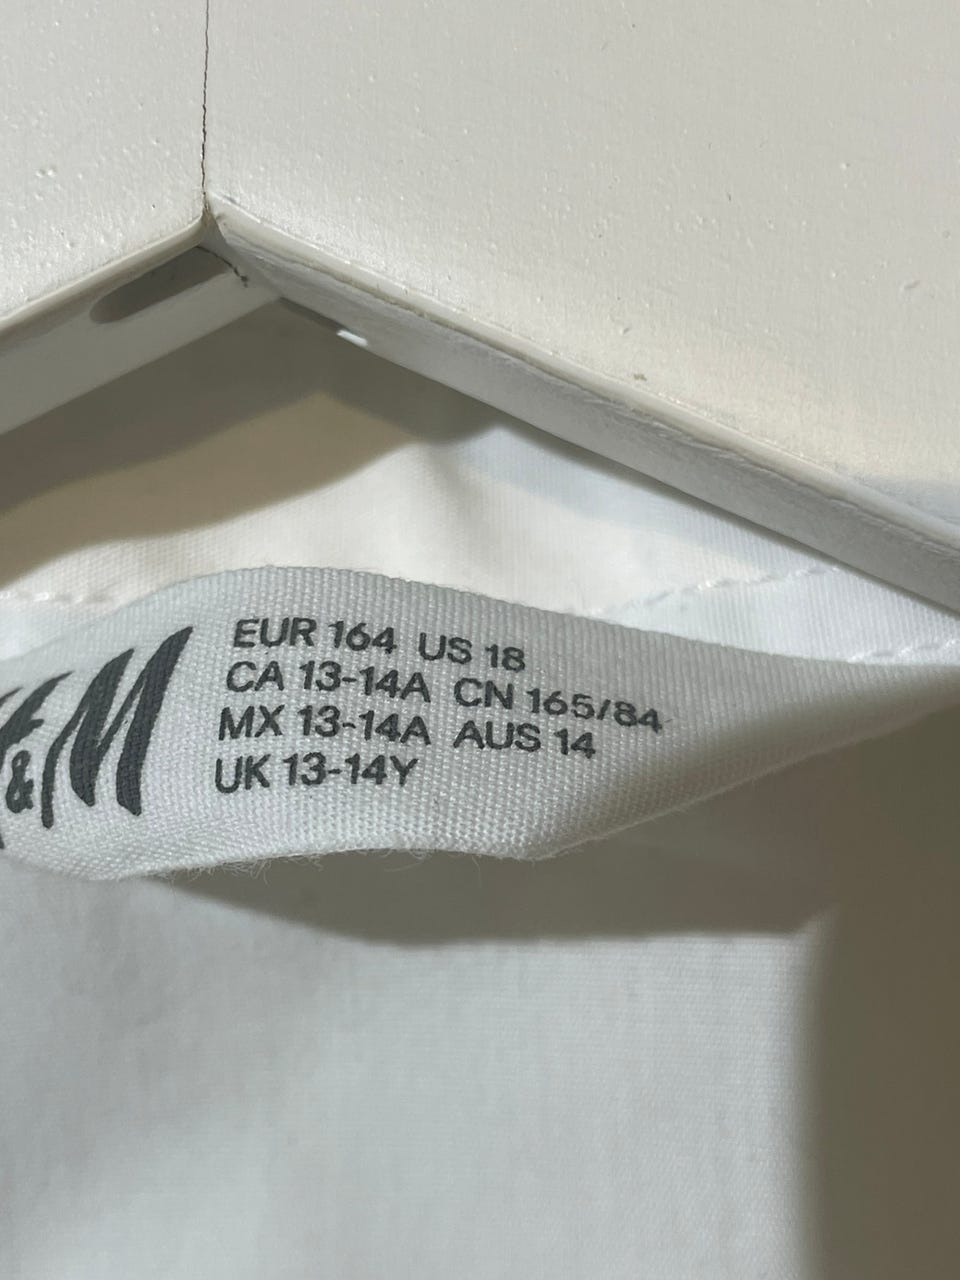 H&M
EUR 164 US 18
CA 13-14A CN 165/84
MX 13-14A AUS 14
UK 13-14Y